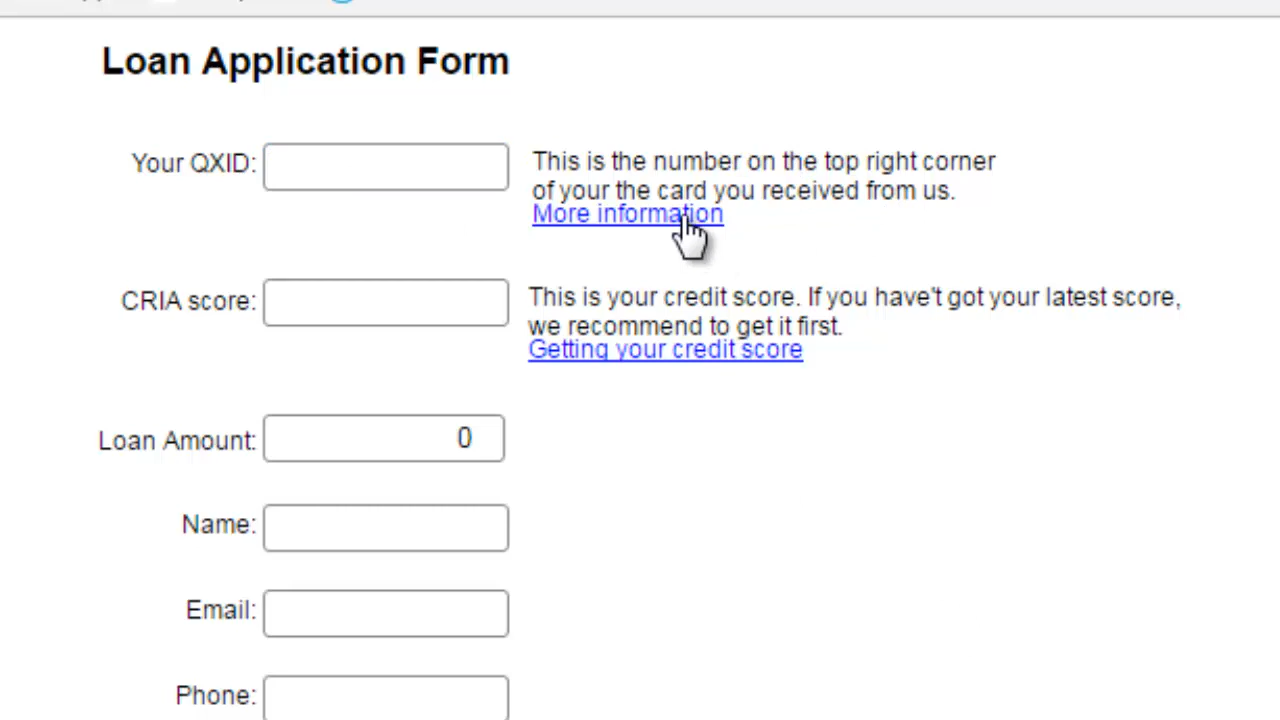 Loan Application Form
Your QXID:
This is the number on the top right corner
of your the card you received from us.
More information
CRIA score:
This is your credit score. If you have't got your latest score,
we recommend to get it first.
Getting your credit score
Loan Amount:
0
Name:
Email:
Phone: